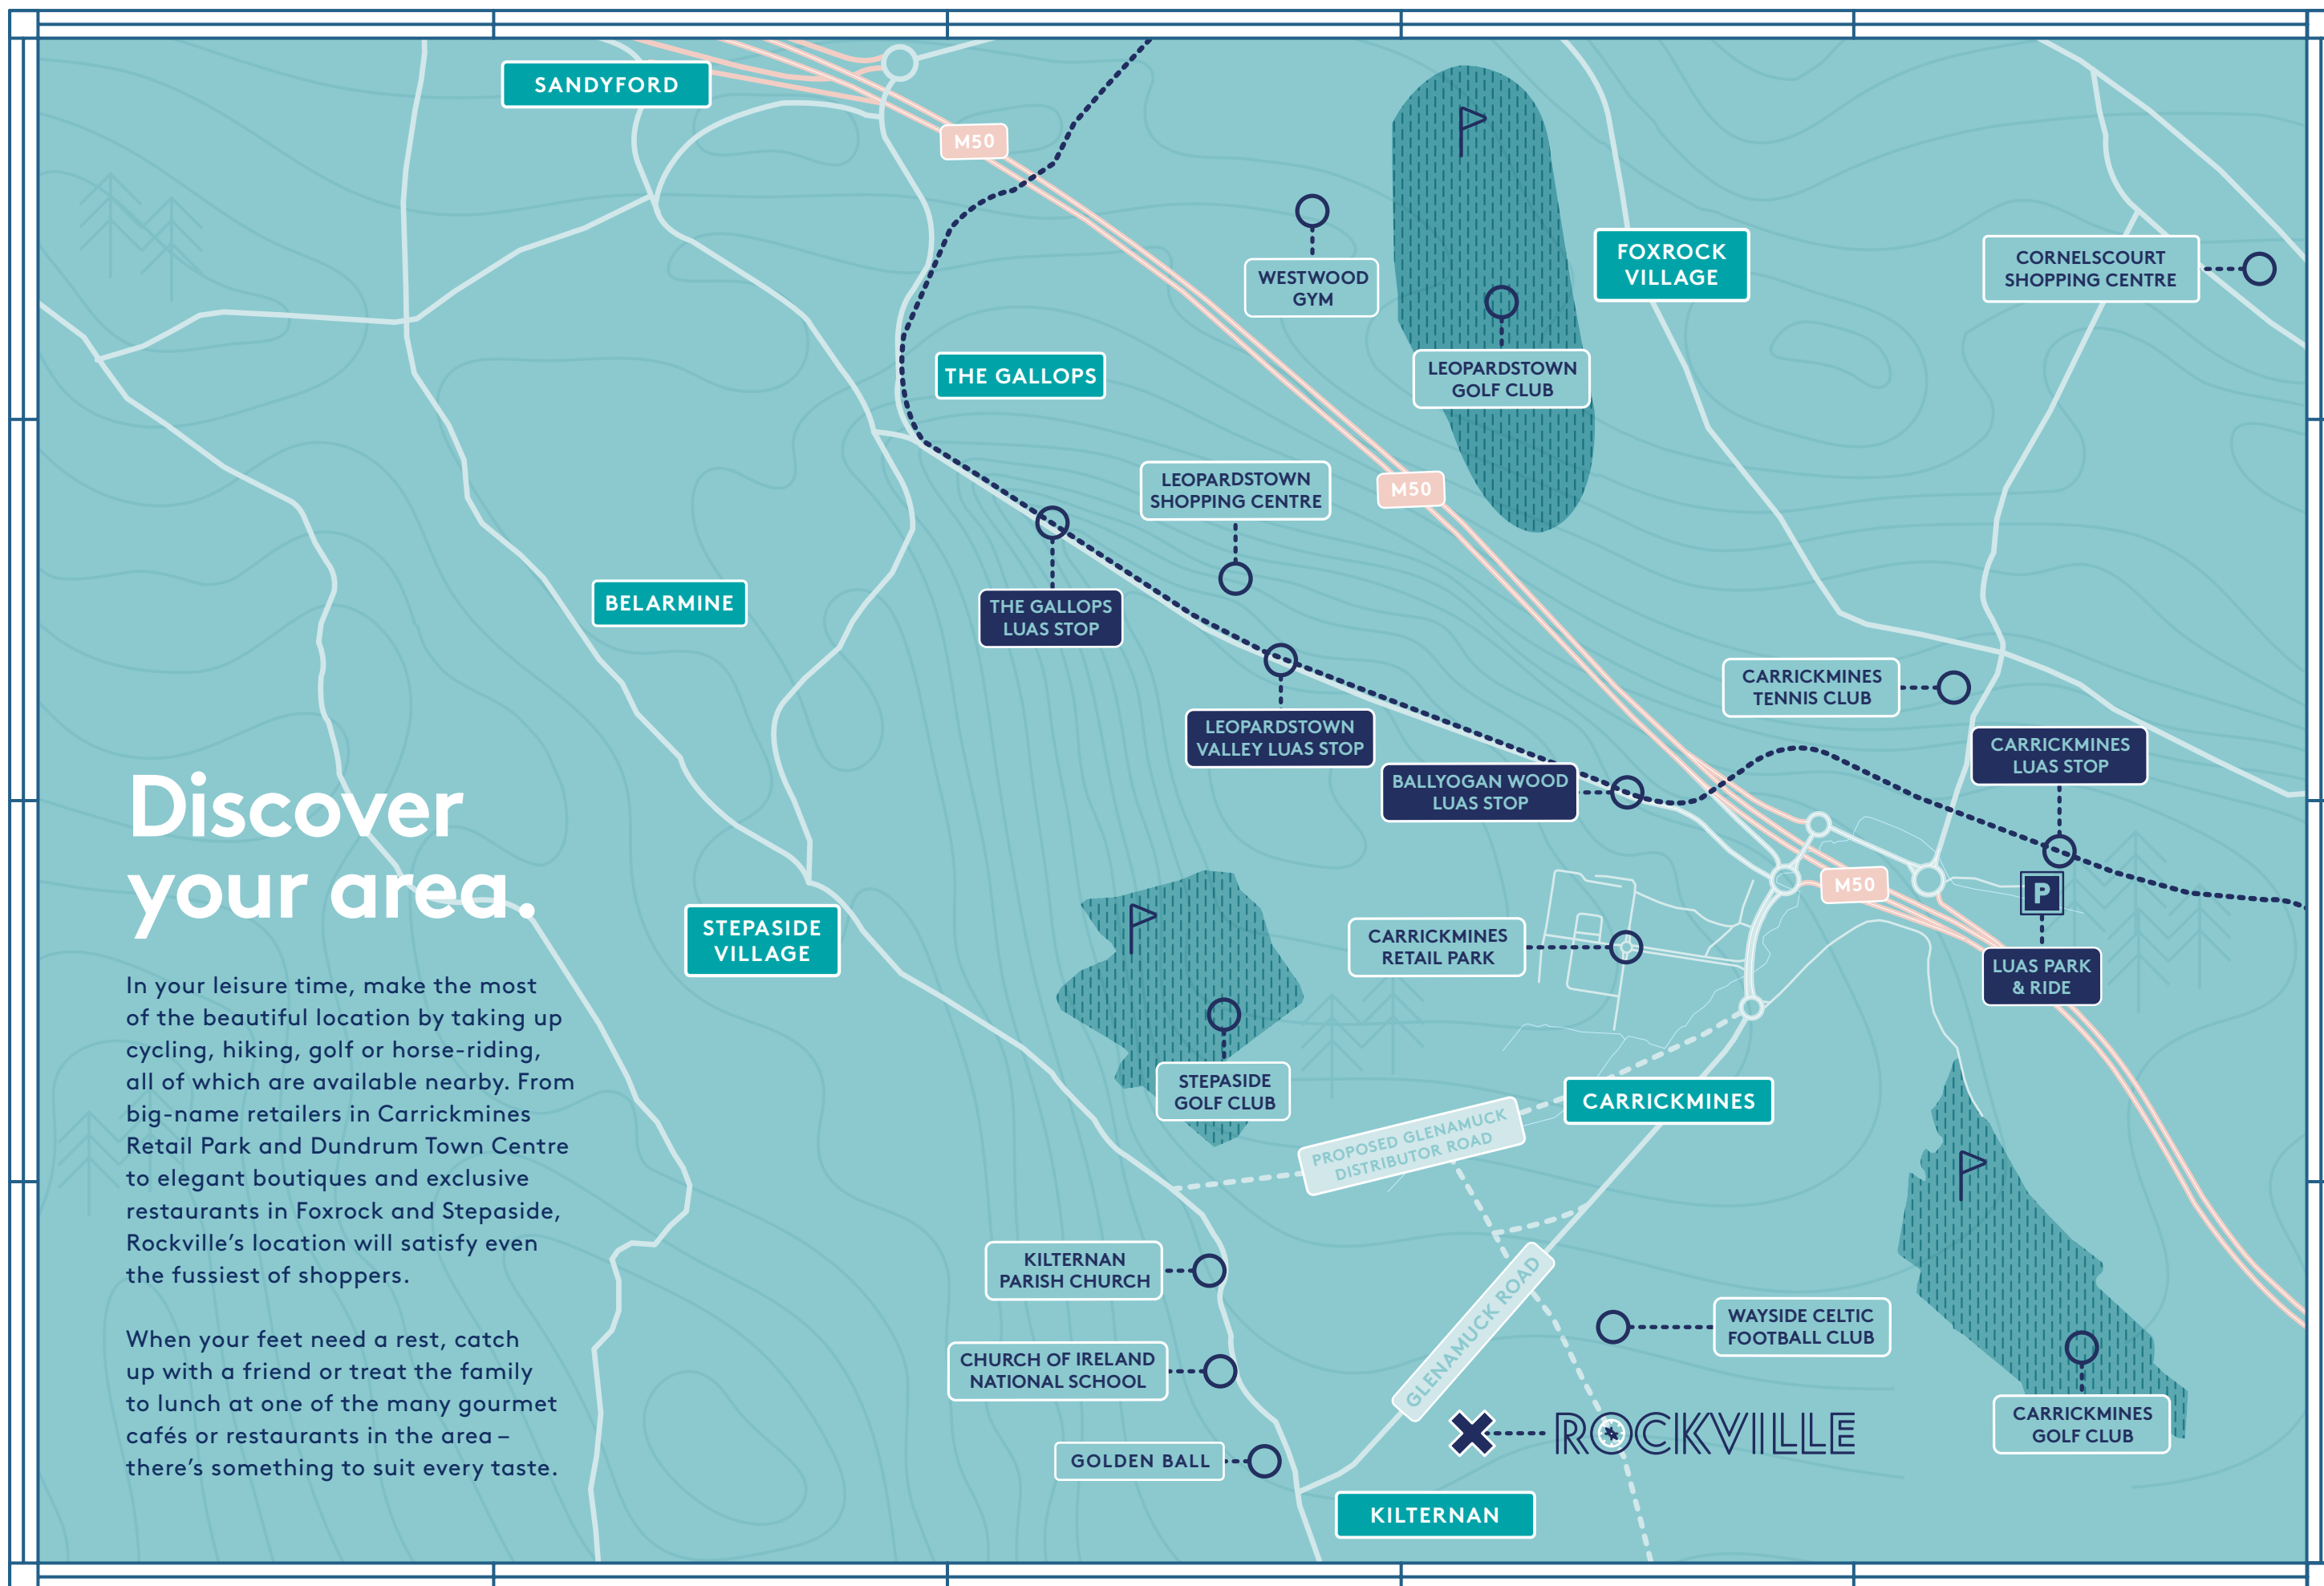 SANDYFORD
M50
WESTWOOD
GYM
FOXROCK
VILLAGE
CORNELSCOURT
SHOPPING CENTRE
THE GALLOPS
LEOPARDSTOWN
GOLF CLUB
LEOPARDSTOWN
SHOPPING CENTRE
M50
BELARMINE
THE GALLOPS
LUAS STOP
LEOPARDSTOWN
VALLEY LUAS STOP
CARRICKMINES
TENNIS CLUB
CARRICKMINES
LUAS STOP
BALLYOGAN WOOD
LUAS STOP
M50
P
LUAS PARK
& RIDE
STEPASIDE
VILLAGE
CARRICKMINES
RETAIL PARK
STEPASIDE
GOLF CLUB
CARRICKMINES
PROPOSED GLENAMUCK
DISTRIBUTOR ROAD
KILTERNAN
PARISH CHURCH
GLENAMUCK ROAD
WAYSIDE CELTIC
FOOTBALL CLUB
CHURCH OF IRELAND
NATIONAL SCHOOL
CARRICKMINES
GOLF CLUB
ROCKVILLE
GOLDEN BALL
KILTERNAN
Discover
your area.
In your leisure time, make the most
of the beautiful location by taking up
cycling, hiking, golf or horse-riding,
all of which are available nearby. From
big-name retailers in Carrickmines
Retail Park and Dundrum Town Centre
to elegant boutiques and exclusive
restaurants in Foxrock and Stepaside,
Rockville’s location will satisfy even
the fussiest of shoppers.
When your feet need a rest, catch
up with a friend or treat the family
to lunch at one of the many gourmet
cafés or restaurants in the area –
there’s something to suit every taste.